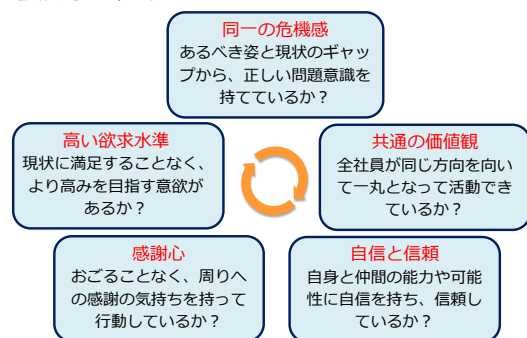 同一の危機感
あるべき姿と現状のギャッ
プから、正しい問題意識を
持てているか？
高い欲求水準
現状に満足することなく、
より高みを目指す意欲が
あるか？
共通の価値観
全社員が同じ方向を向い
て一丸となって活動でき
ているか？
感謝心
おごることなく、周りへ
の感謝の気持ちを持って
行動しているか？
自信と信頼
自身と仲間の能力や可能
性に自信を持ち、信頼し
ているか？